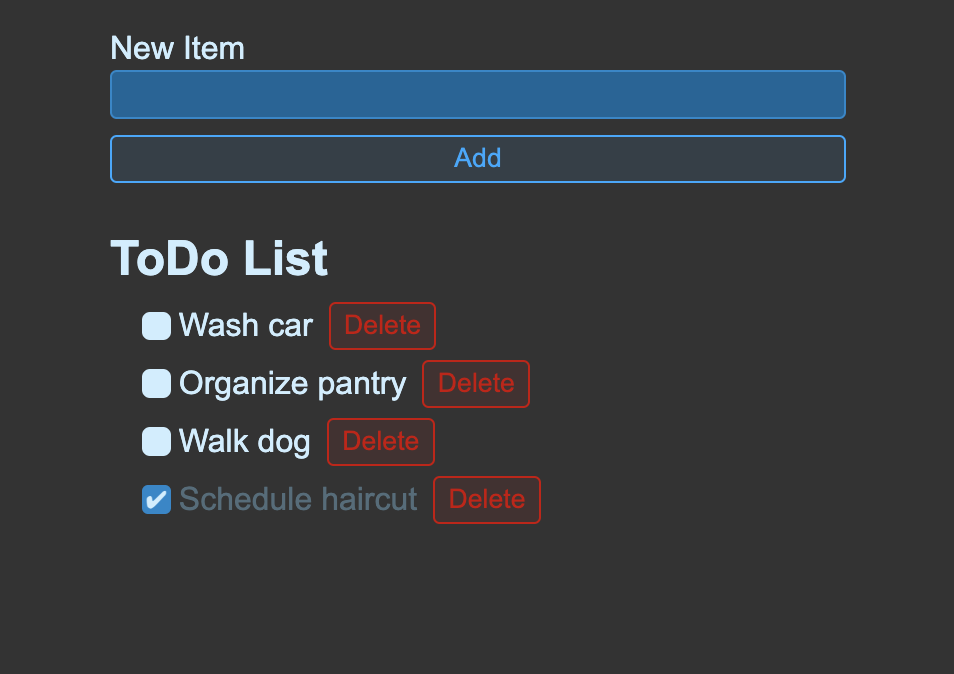 New Item
Add
ToDo List
Wash car Delete
Organize pantry Delete
Walk dog Delete
Schedule haircut Delete